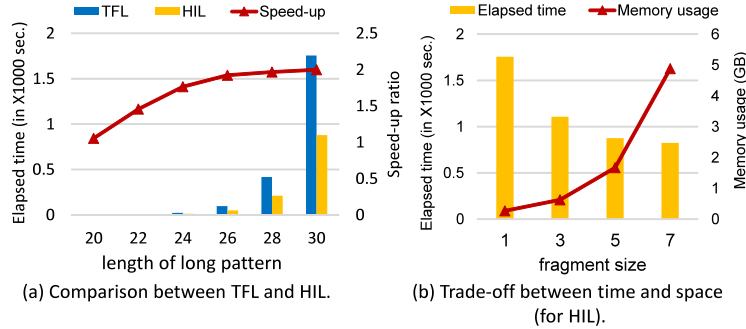 (a)
TFL HIL Speed-up
Elapsed time (in X1000 sec.)
2
1.5
1
0.5
0
2.5
2
1.5
1
0.5
0
Speed-up ratio
20 22 24 26 28 30
length of long pattern
(a) Comparison between TFL and HIL.
(b)
Elapsed time Memory usage
Elapsed time (in X1000 sec.)
2
1.5
1
0.5
0
6
5
4
3
2
1
0
Memory usage (GB)
1 3 5 7
fragment size
(b) Trade-off between time and space
(for HIL).